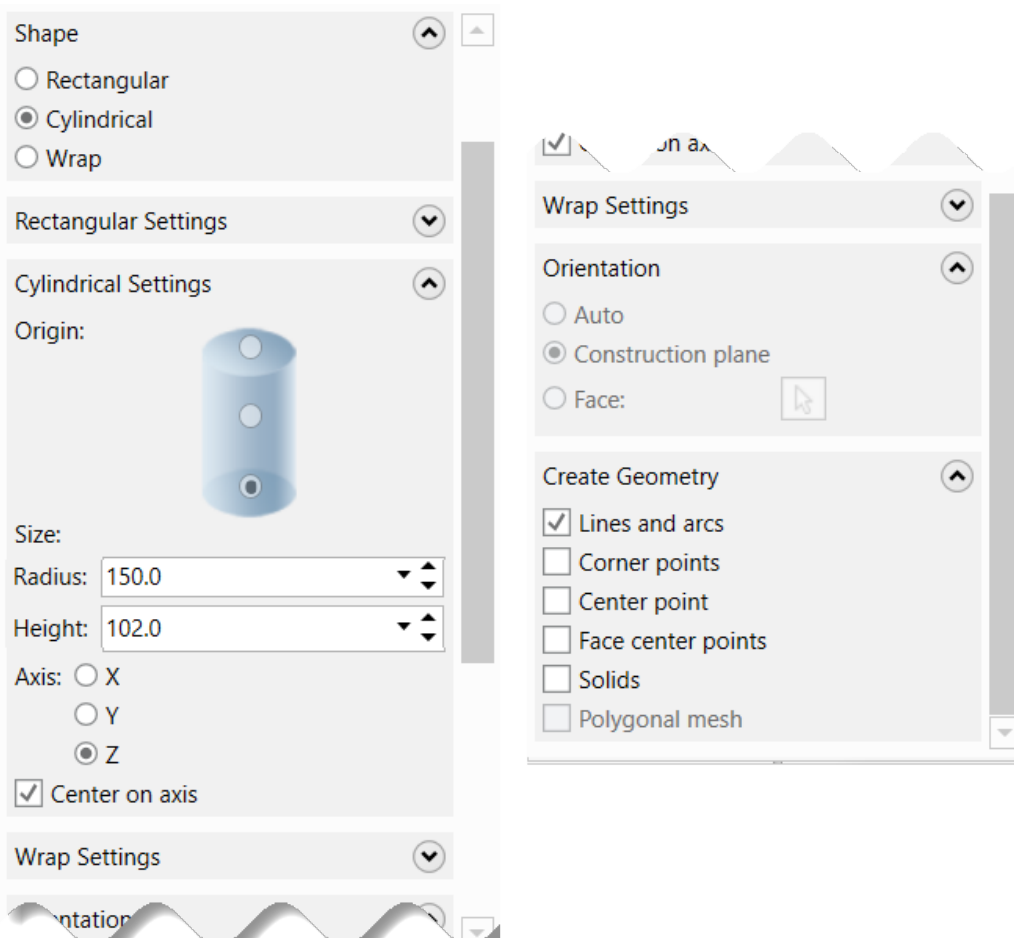 Shape
Rectangular
Cylindrical
Wrap
Rectangular Settings
Cylindrical Settings
Origin:
Size:
Radius: 150.0
Height: 102.0
Axis: X
Y
Z
Center on axis
Wrap Settings
Wrap Settings
Orientation
Auto
Construction plane
Face:
Create Geometry
Lines and arcs
Corner points
Center point
Face center points
Solids
Polygonal mesh